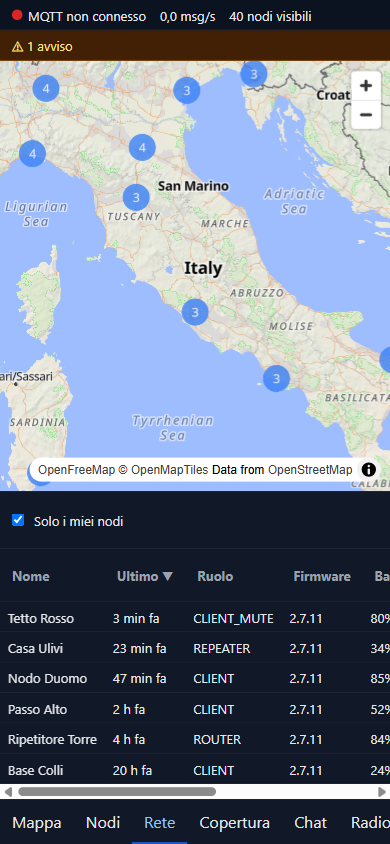 MQTT non connesso 0,0 msg/s 40 nodi visibili
⚠ 1 avviso
4
3
3
Croat
+
−
4
4
San Marino
3
Ligurian
Sea
TUSCANY
Adriatic
Sea
MARCHE
Italy
ABRUZZO
3
MOLISE
ari/Sassari
3
BASILICATA
SARDINIA
Tyrrhenian
Sea
OpenFreeMap © OpenMapTiles Data from OpenStreetMap
CALAB
Solo i miei nodi
Nome Ultimo ▼ Ruolo Firmware Ba
Tetto Rosso 3 min fa CLIENT_MUTE 2.7.11 80%
Casa Ulivi 23 min fa REPEATER 2.7.11 34%
Nodo Duomo 47 min fa CLIENT 2.7.11 85%
Passo Alto 2 h fa CLIENT 2.7.11 52%
Ripetitore Torre 4 h fa ROUTER 2.7.11 84%
Base Colli 20 h fa CLIENT 2.7.11 24%
Mappa Nodi Rete Copertura Chat Radio